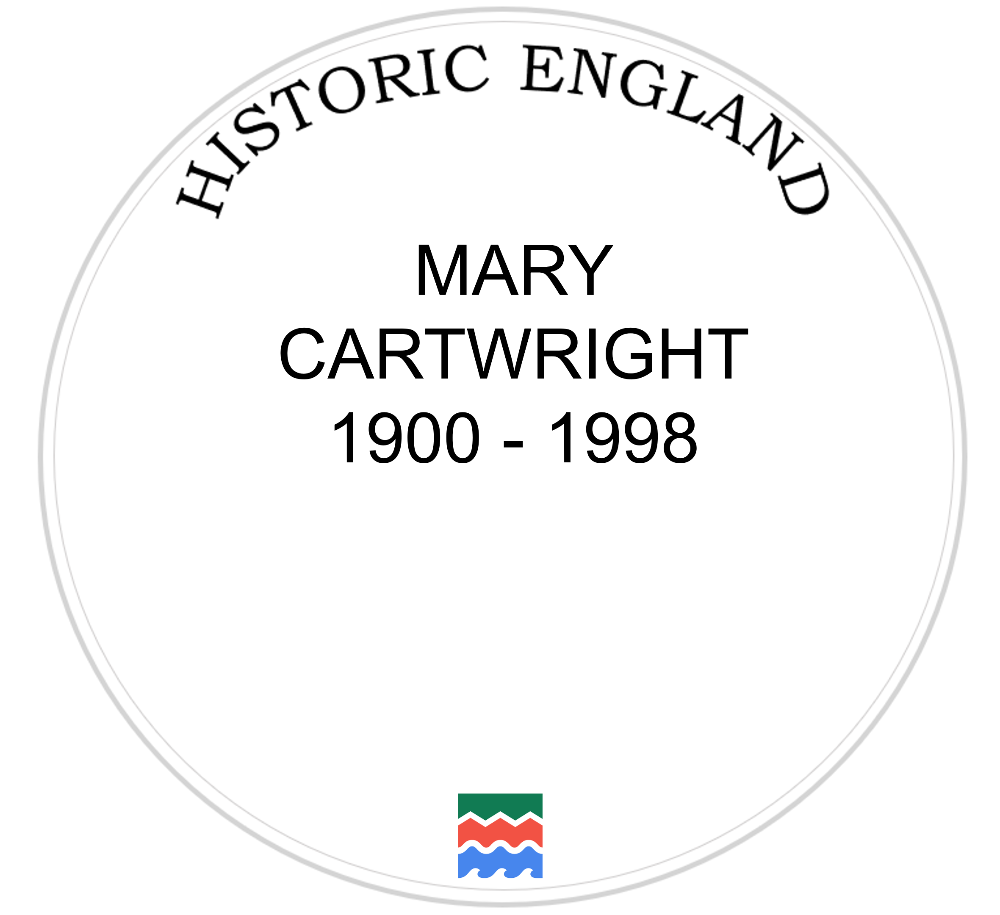 HISTORIC ENGLAND
MARY
CARTWRIGHT
1900 - 1998